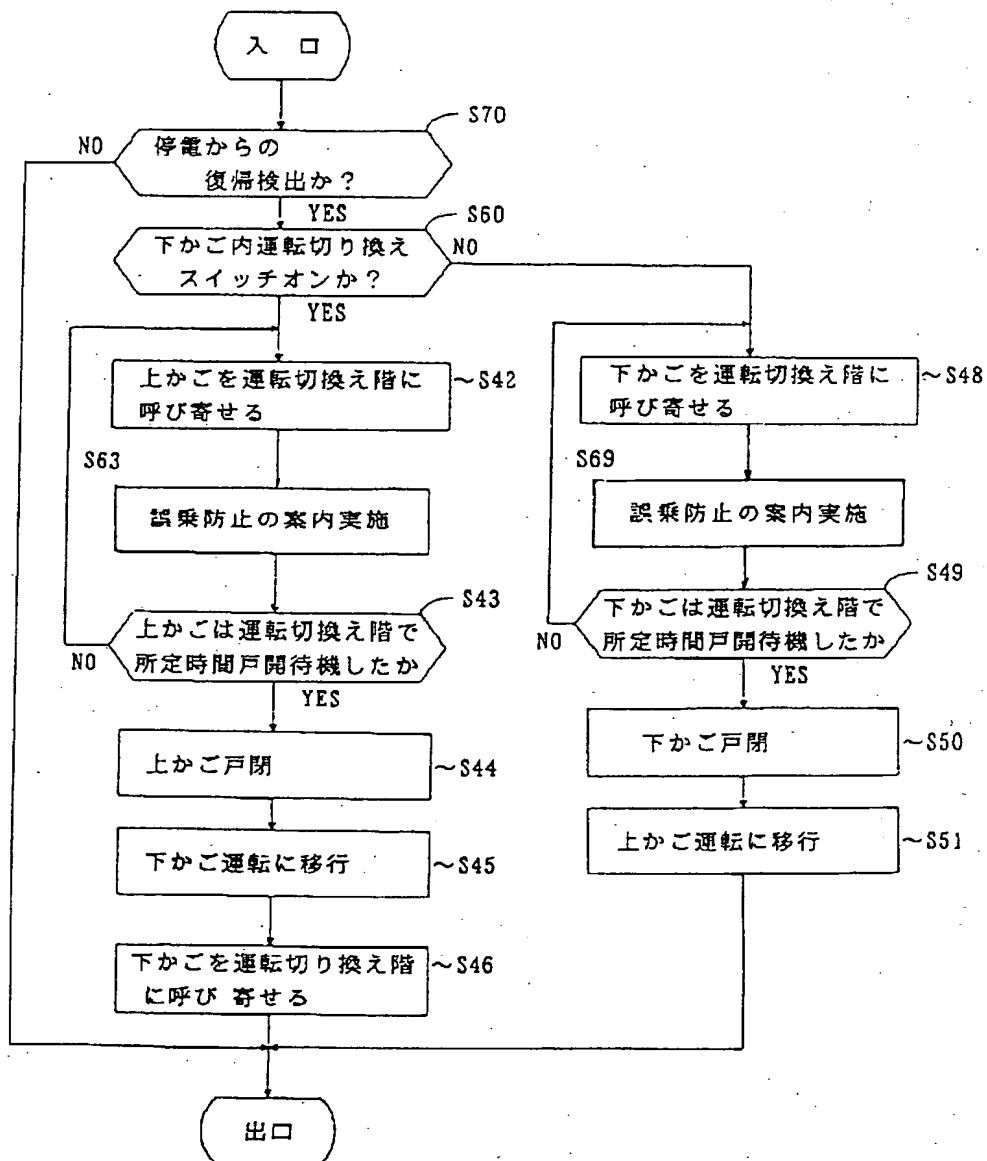 入 口
S70
NO
停電からの
復帰検出か?
YES
S60
下かご内運転切り換え
スイッチオンか?
NO
YES
上かごを運転切換え階に
呼び寄せる
~S42
S63
誤乗防止の案内実施
S43
上かごは運転切換え階で
所定時間戸開待機したか
NO
YES
上かご戸閉
~S44
下かご運転に移行
~S45
下かごを運転切り換え階
に呼び 寄せる
~S46
下かごを運転切換え階に
呼び寄せる
~S48
S69
誤乗防止の案内実施
S49
下かごは運転切換え階で
所定時間戸開待機したか
NO
YES
下かご戸閉
~S50
上かご運転に移行
~S51
出口